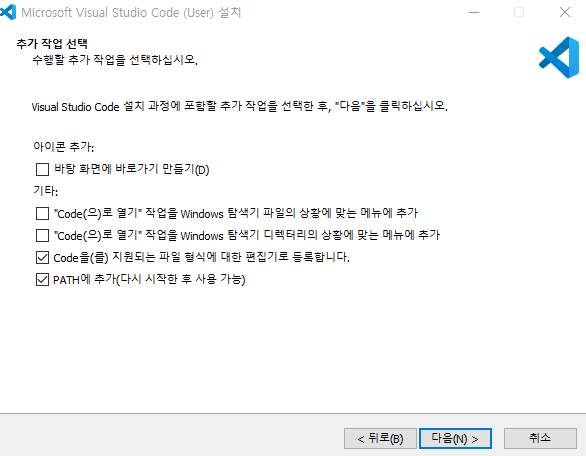 Microsoft Visual Studio Code (User) 설치
추가 작업 선택
수행할 추가 작업을 선택하십시오.
Visual Studio Code 설치 과정에 포함할 추가 작업을 선택한 후, "다음"을 클릭하십시오.
아이콘 추가:
바탕 화면에 바로가기 만들기(D)
기타:
"Code(으)로 열기" 작업을 Windows 탐색기 파일의 상황에 맞는 메뉴에 추가
"Code(으)로 열기" 작업을 Windows 탐색기 디렉터리의 상황에 맞는 메뉴에 추가
Code을(를) 지원되는 파일 형식에 대한 편집기로 등록합니다.
PATH에 추가(다시 시작한 후 사용 가능)
< 뒤로(B)
다음(N) >
취소